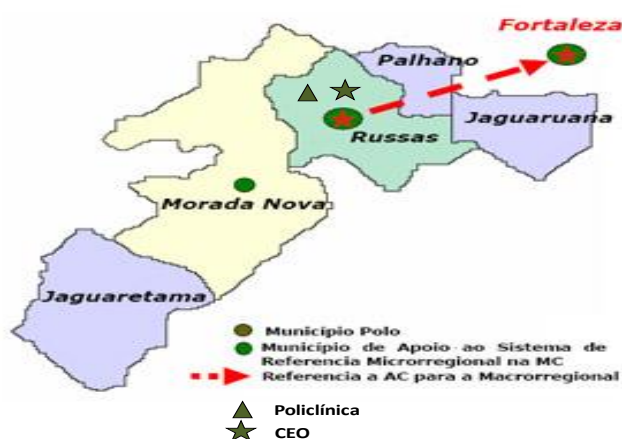 Fortaleza
Palhano
Jaguaruana
Russas
Morada Nova
Jaguaretama
Município Polo
Município de Apoio ao Sistema de
Referencia Microrregional na MC
Referencia a AC para a Macrorregional
Policlínica
CEO